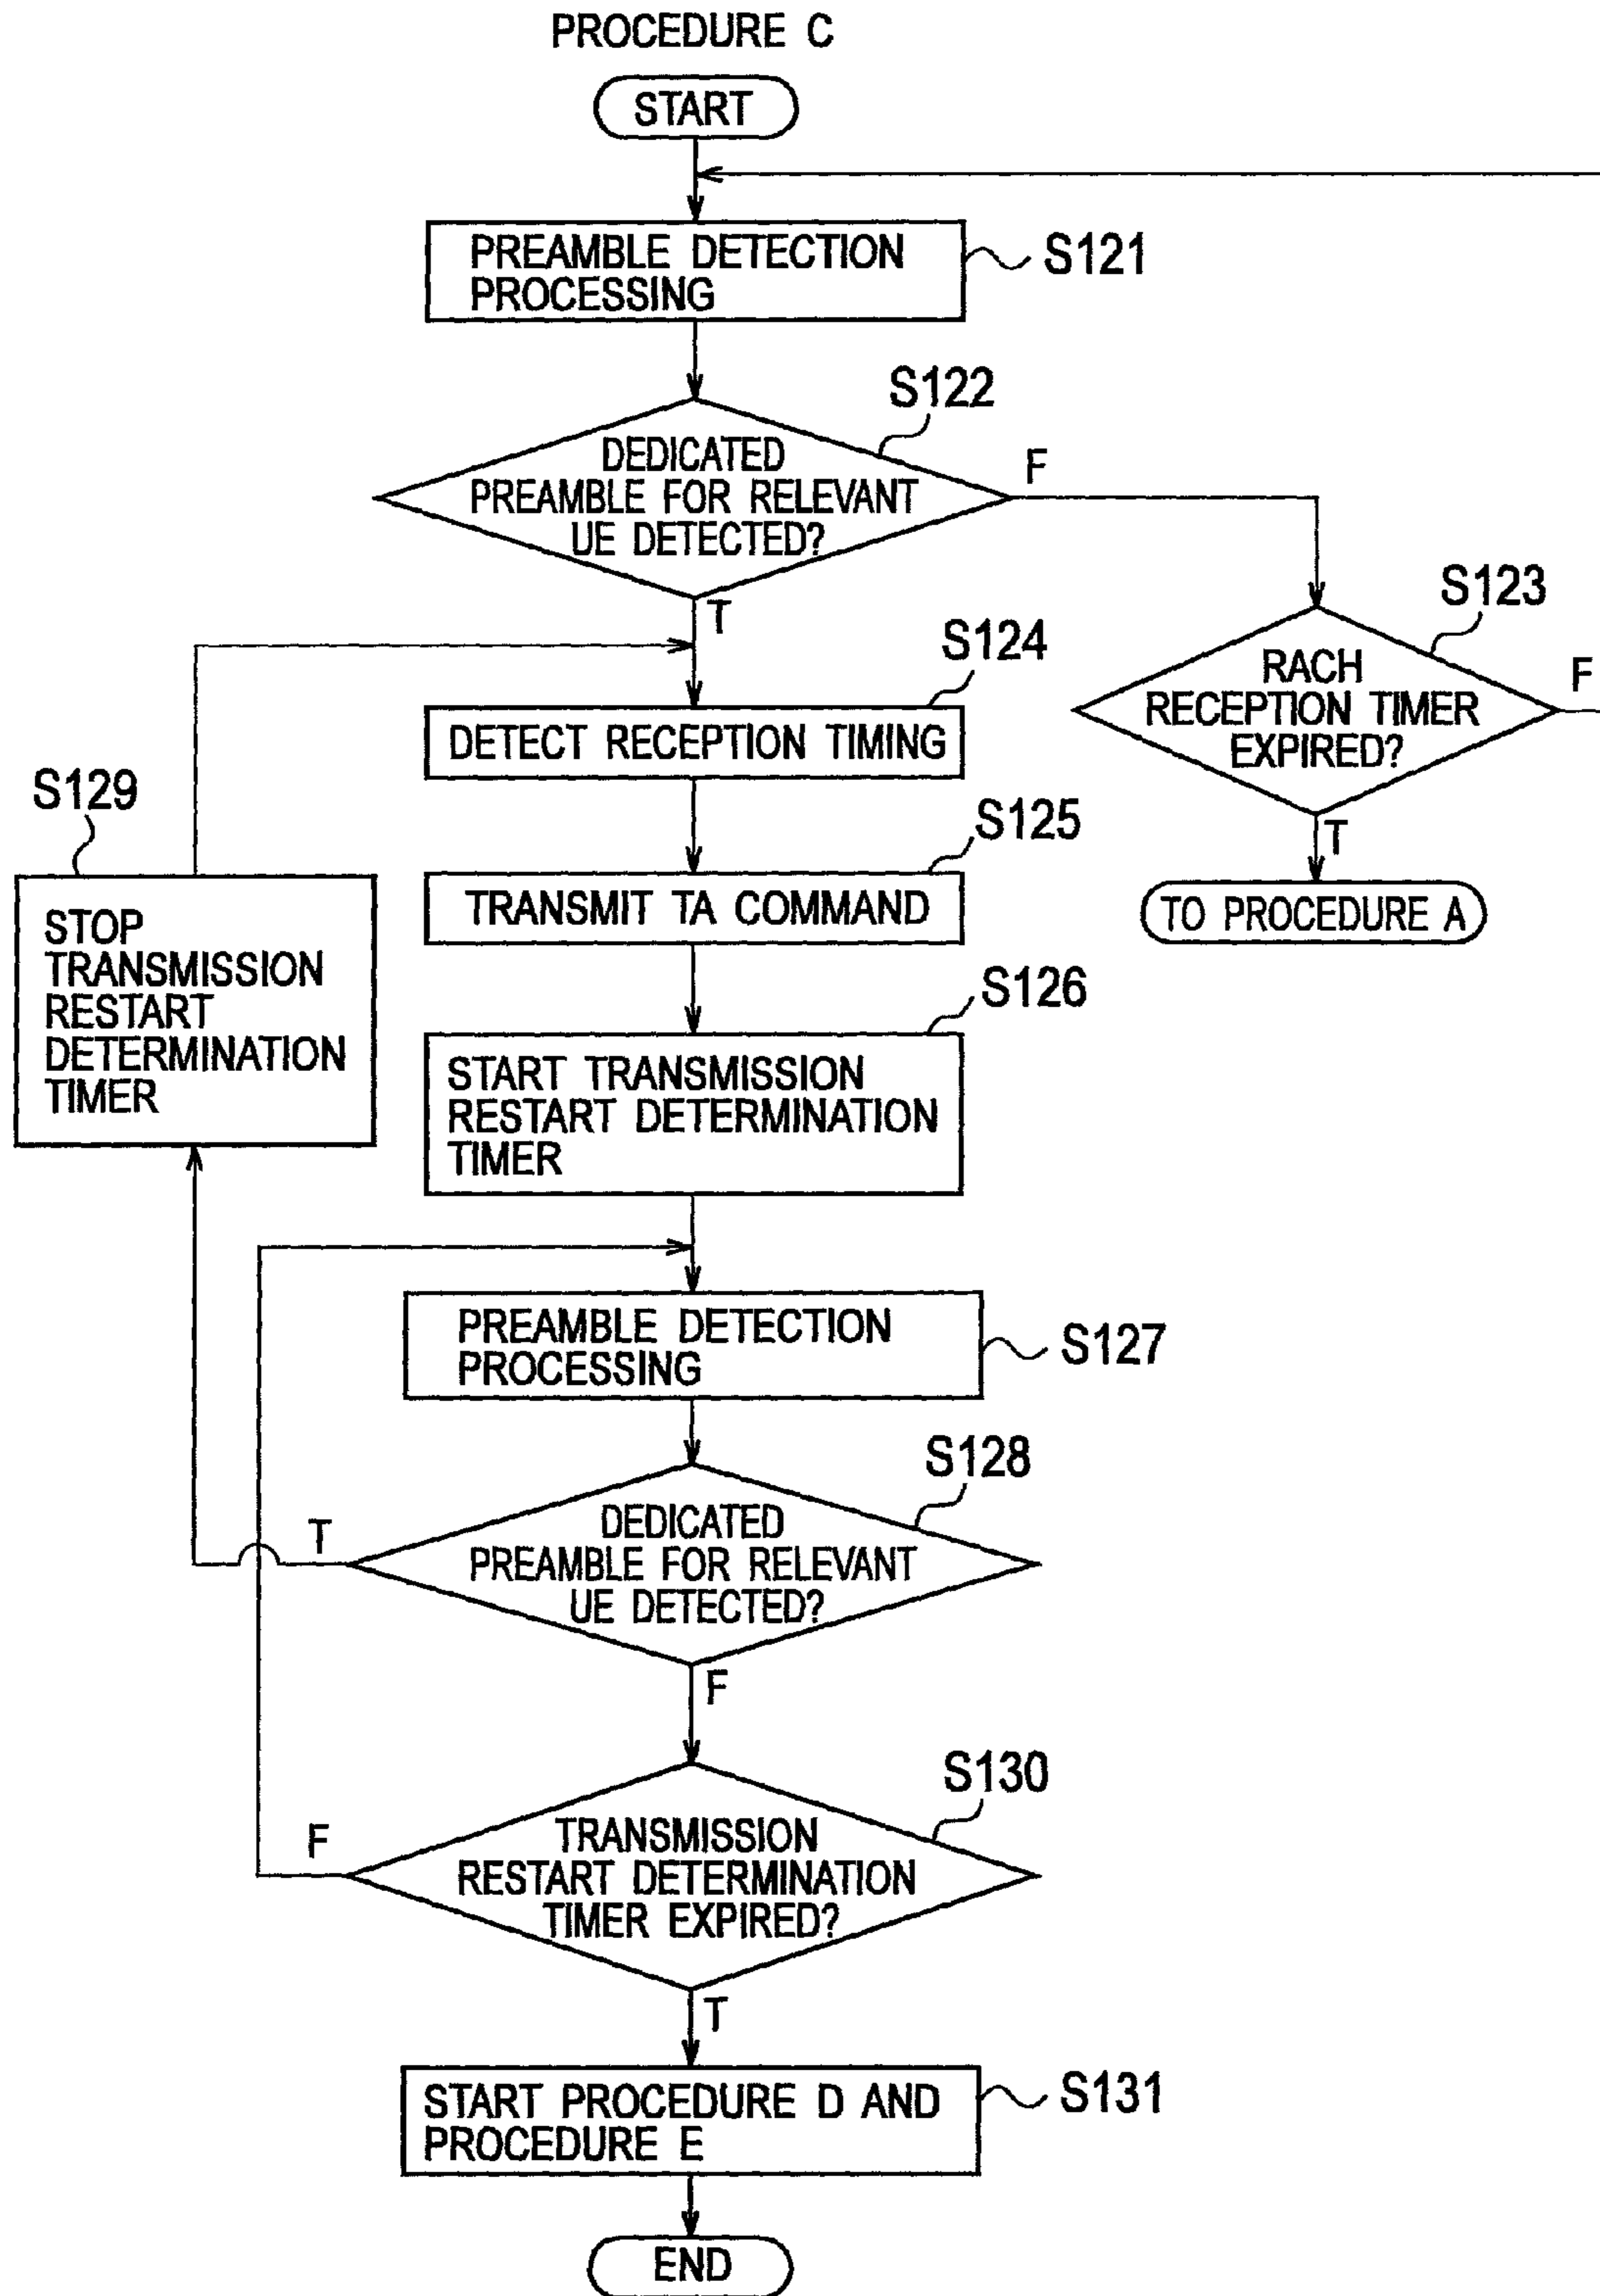 PROCEDURE C
START
PREAMBLE DETECTION
PROCESSING
S121
S122
DEDICATED
PREAMBLE FOR RELEVANT
UE DETECTED?
F
T
S123
RACH
RECEPTION TIMER
EXPIRED?
F
T
TO PROCEDURE A
S124
DETECT RECEPTION TIMING
S125
TRANSMIT TA COMMAND
S126
START TRANSMISSION
RESTART DETERMINATION
TIMER
S129
STOP
TRANSMISSION
RESTART
DETERMINATION
TIMER
PREAMBLE DETECTION
PROCESSING
S127
S128
DEDICATED
PREAMBLE FOR RELEVANT
UE DETECTED?
T
F
S130
TRANSMISSION
RESTART DETERMINATION
TIMER EXPIRED?
F
T
START PROCEDURE D AND
PROCEDURE E
S131
END